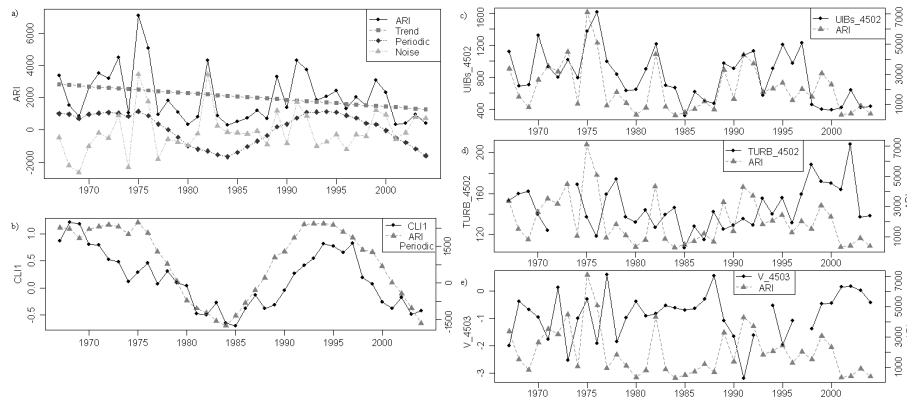 a)
ARI
Trend
Periodic
Noise
ARI
6000
4000
2000
0
2000
1970 1975 1980 1985 1990 1995 2000
b)
CLI1
ARI
Periodic
CLI1
1.0
0.5
0.0
-0.5
1500
0
-1500
1970 1975 1980 1985 1990 1995 2000
c)
UIBs_4502
ARI
UIBs_4502
1600
1200
800
400
7000
5000
3000
1000
1970 1975 1980 1985 1990 1995 2000
TURB_4502
ARI
TURB_4502
200
160
120
7000
5000
3000
1000
1970 1975 1980 1985 1990 1995 2000
V_4503
ARI
V_4503
0
-1
-2
-3
7000
5000
3000
1000
1970 1975 1980 1985 1990 1995 2000